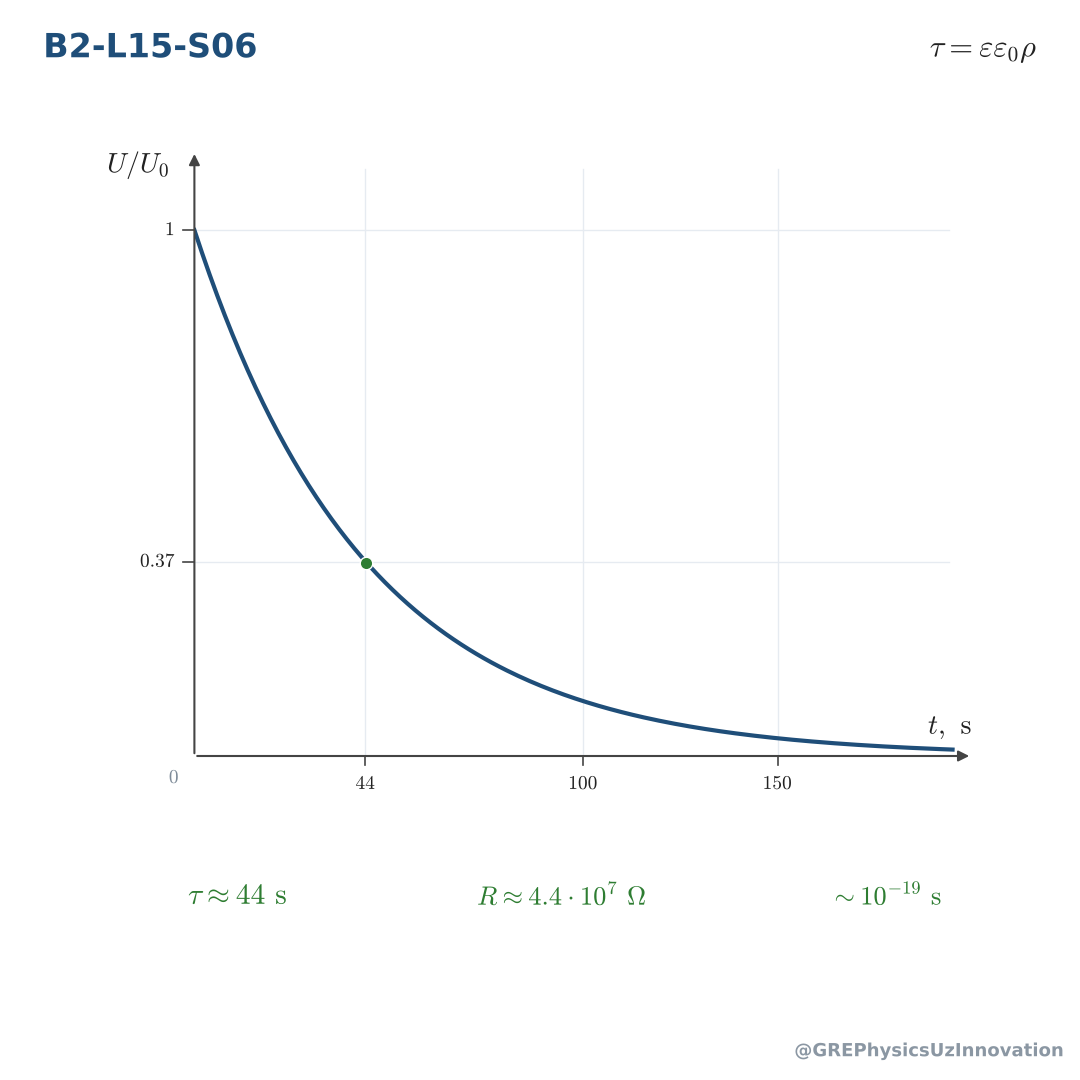 B2-L15-S06
τ = εε₀ρ
U/U₀
1
0.37
t, s
0
44 100 150
τ ≈ 44 s
R ≈ 4.4 · 10⁷ Ω
~ 10⁻¹⁹ s
@GREPhysicsUzInnovation